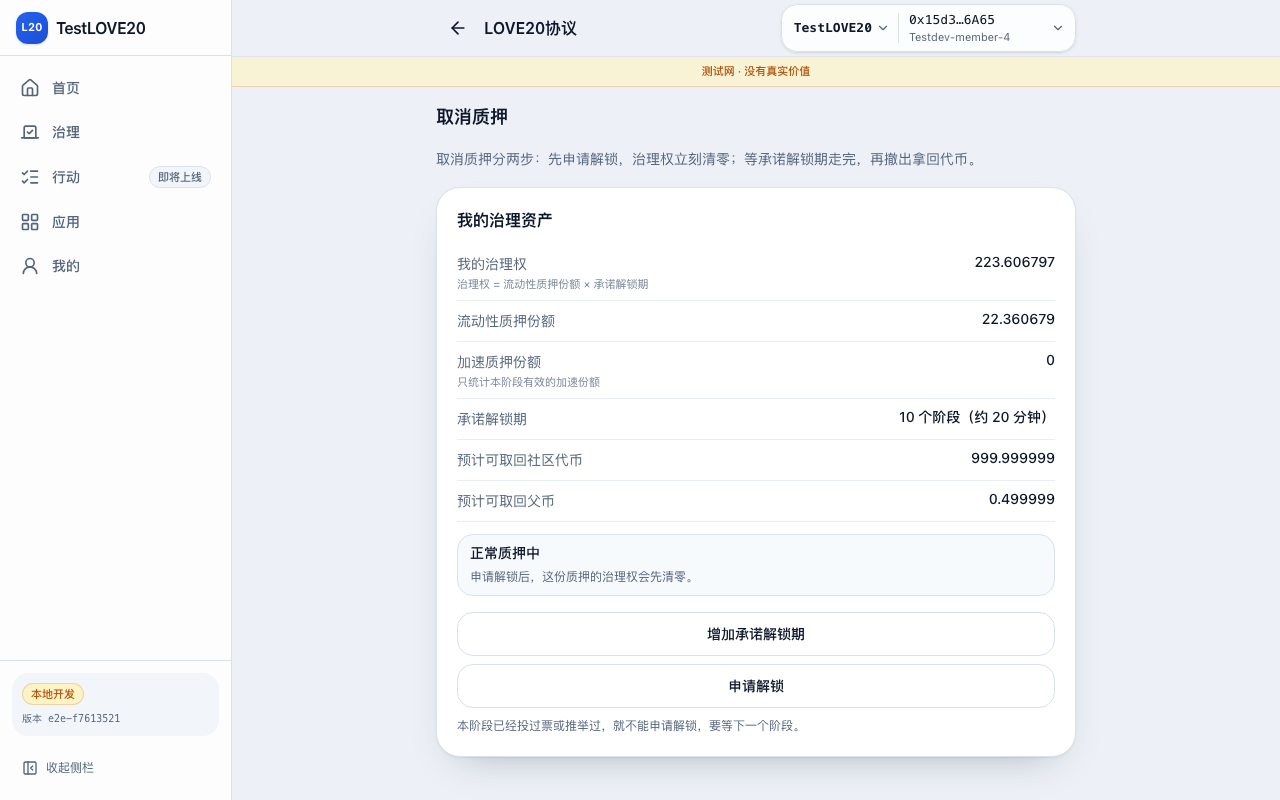 L20 TestLOVE20
首页
治理
行动 即将上线
应用
我的
本地开发
版本 e2e-f7613521
收起侧栏
LOVE20协议
TestLOVE20
0x15d3…6A65
Testdev-member-4
测试网 · 没有真实价值
取消质押
取消质押分两步：先申请解锁，治理权立刻清零；等承诺解锁期走完，再撤出拿回代币。
我的治理资产
我的治理权 223.606797
治理权 = 流动性质押份额 × 承诺解锁期
流动性质押份额 22.360679
加速质押份额 0
只统计本阶段有效的加速份额
承诺解锁期 10 个阶段（约 20 分钟）
预计可取回社区代币 999.999999
预计可取回父币 0.499999
正常质押中
申请解锁后，这份质押的治理权会先清零。
增加承诺解锁期
申请解锁
本阶段已经投过票或推举过，就不能申请解锁，要等下一个阶段。